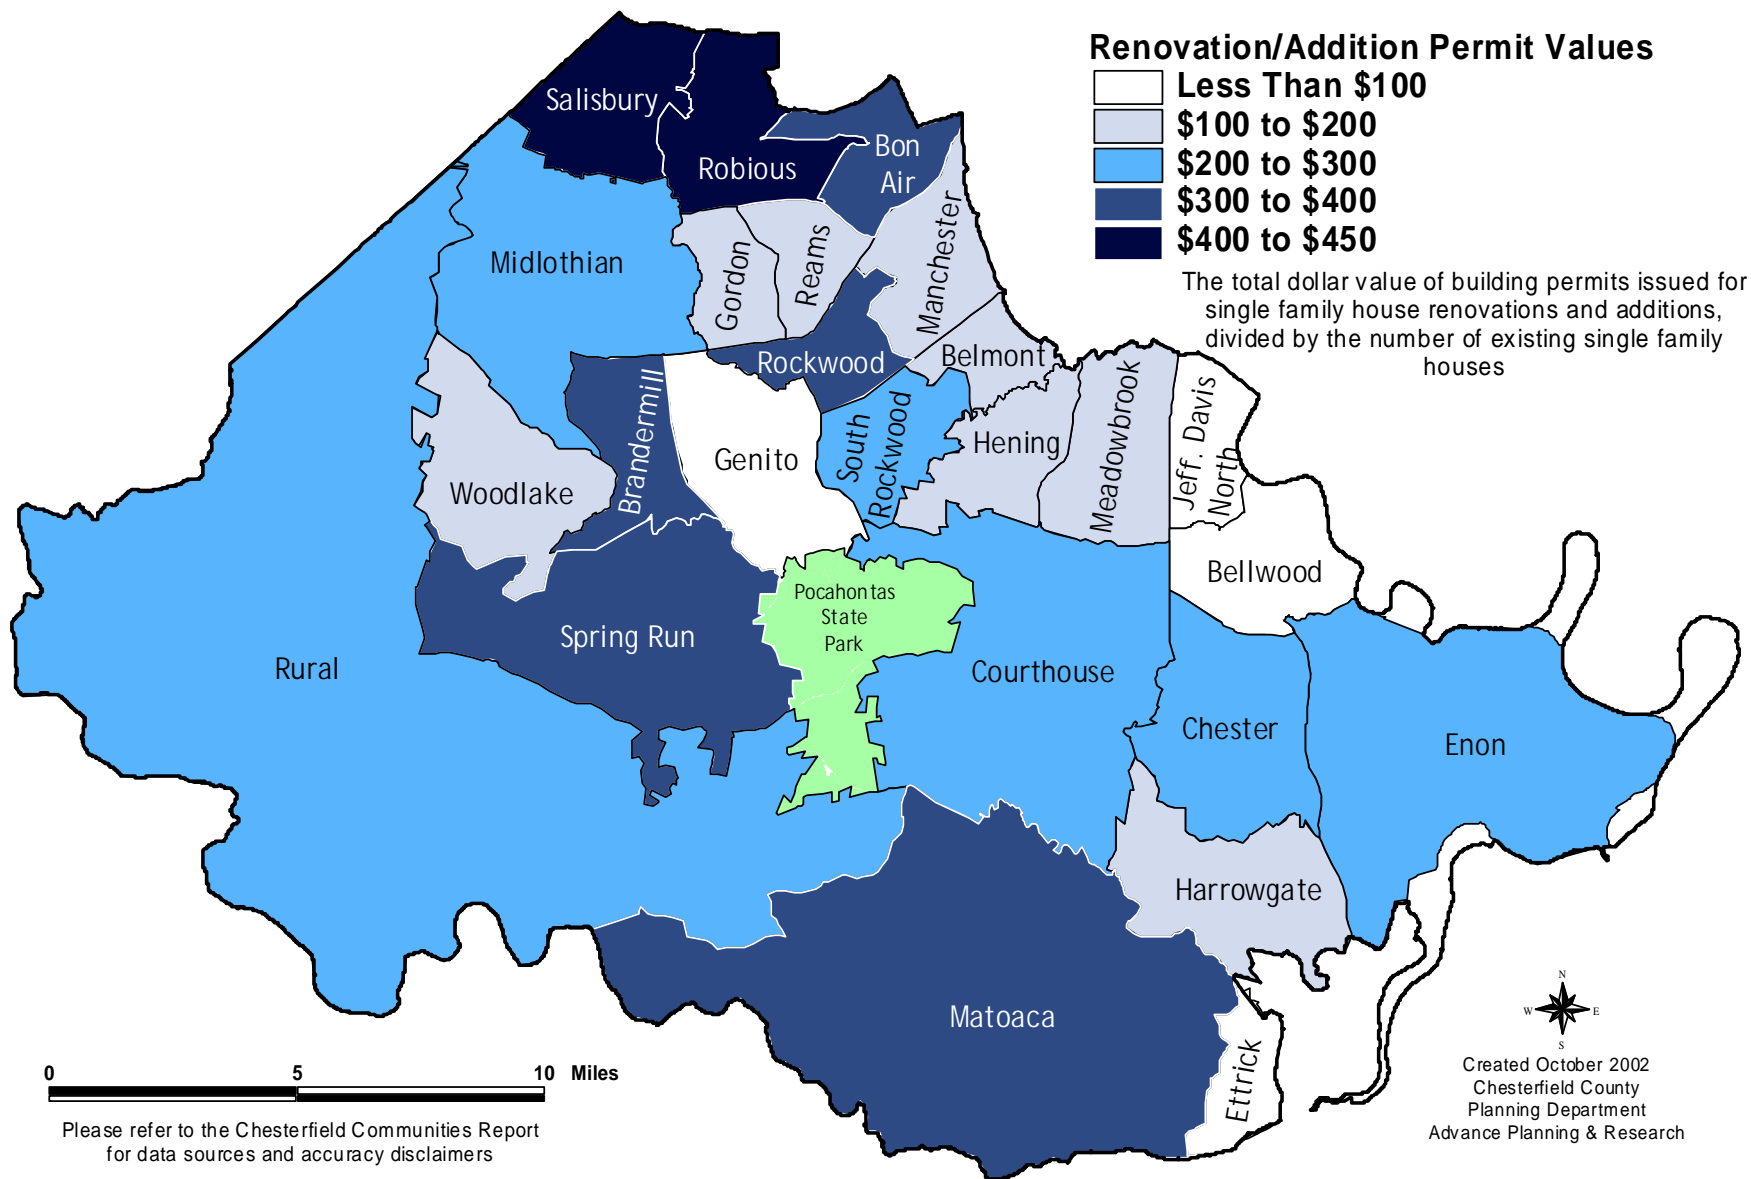 Renovation/Addition Permit Values
Less Than $100
$100 to $200
$200 to $300
$300 to $400
$400 to $450
The total dollar value of building permits issued for
single family house renovations and additions,
divided by the number of existing single family
houses
Salisbury
Robious
Bon
Air
Midlothian
Gordon
Reams
Manchester
Rockwood
Belmont
Brandermill
Genito
South
Rockwood
Hening
Meadowbrook
Jeff. Davis
North
Woodlake
Bellwood
Pocahontas
State
Park
Spring Run
Rural
Courthouse
Chester
Enon
Harrowgate
Matoaca
Ettrick
N
W
E
S
0
5
10
Miles
Please refer to the Chesterfield Communities Report
for data sources and accuracy disclaimers
Created October 2002
Chesterfield County
Planning Department
Advance Planning & Research